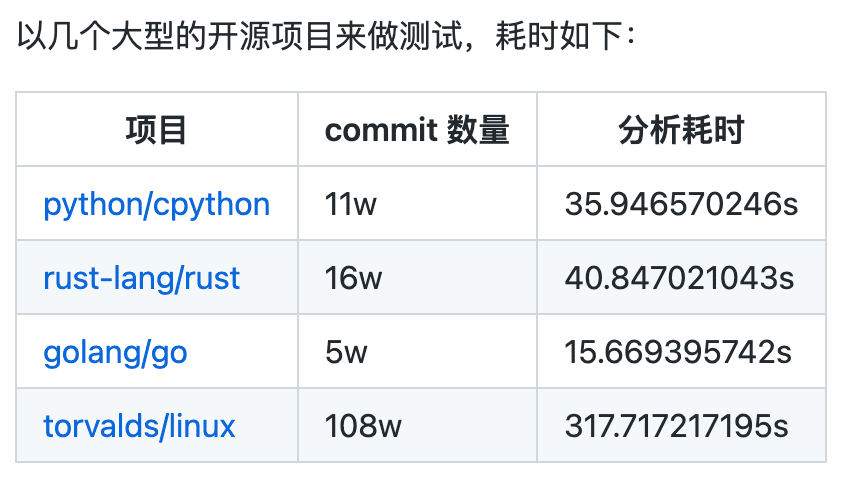 以几个大型的开源项目来做测试，耗时如下：
项目 commit 数量 分析耗时
python/cpython 11w 35.946570246s
rust-lang/rust 16w 40.847021043s
golang/go 5w 15.669395742s
torvalds/linux 108w 317.717217195s